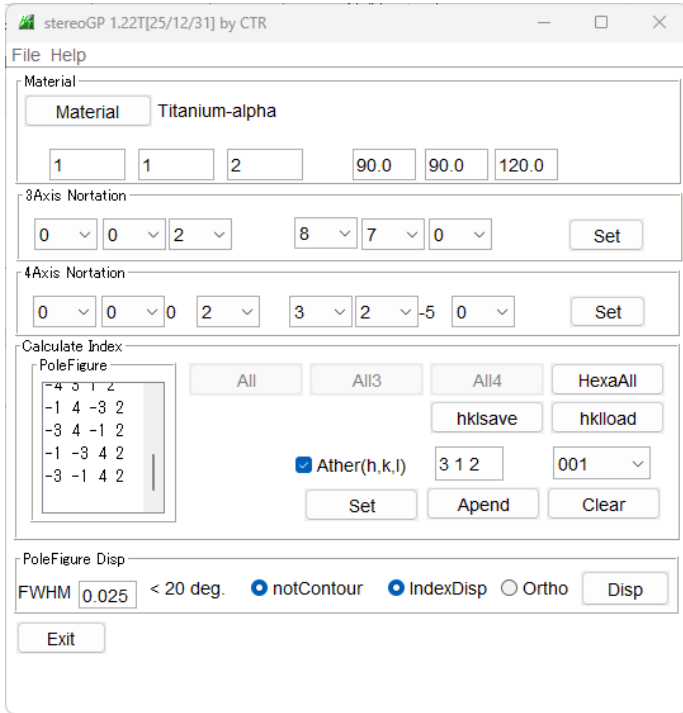 stereoGP 1.22T[25/12/31] by CTR
File Help
Material
Material Titanium-alpha
1 1 2 90.0 90.0 120.0
3Axis Nortation
0 0 2 8 7 0 Set
4Axis Nortation
0 0 0 2 3 2 -5 0 Set
Calculate Index
PoleFigure
All All3 All4 HexaAll
-4 3 1 2
-1 4 -3 2
-3 4 -1 2
-1 -3 4 2
-3 -1 4 2
hklsave hklload
Ather(h,k,l) 3 1 2 001
Set Apend Clear
PoleFigure Disp
FWHM 0.025 < 20 deg. notContour IndexDisp Ortho Disp
Exit